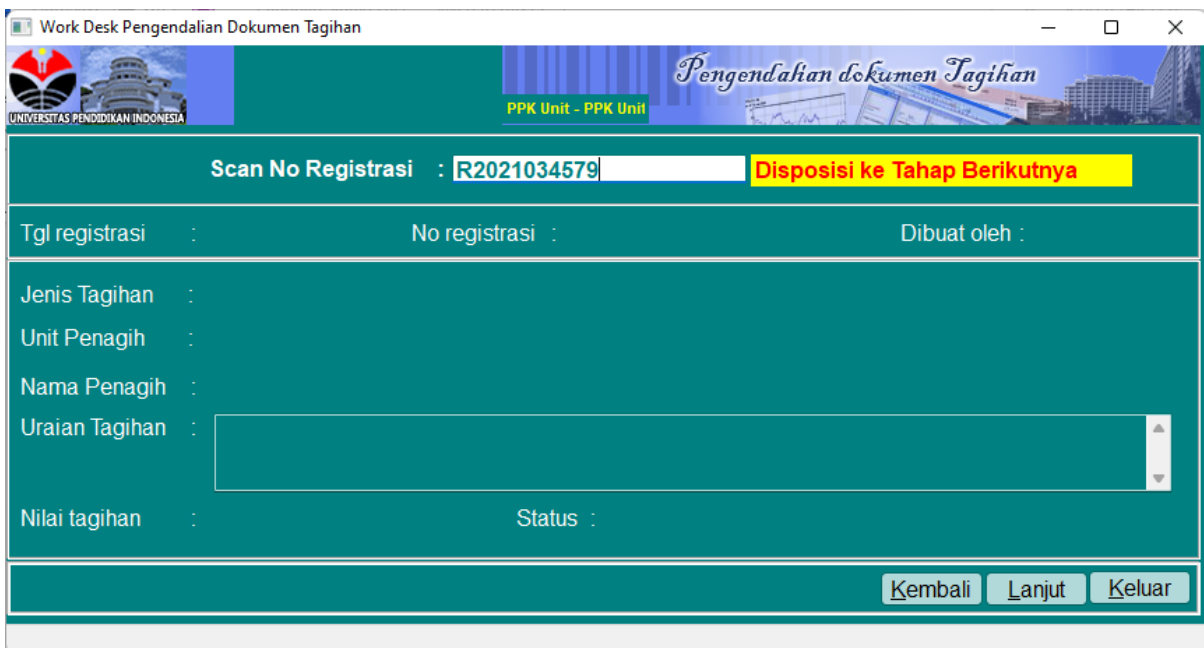 Work Desk Pengendalian Dokumen Tagihan
UNIVERSITAS PENDIDIKAN INDONESIA
Pengendalian dokumen Tagihan
PPK Unit - PPK Unit
Scan No Registrasi : R2021034579 Disposisi ke Tahap Berikutnya
Tgl registrasi : No registrasi : Dibuat oleh :
Jenis Tagihan :
Unit Penagih :
Nama Penagih :
Uraian Tagihan :
Nilai tagihan : Status :
Kembali Lanjut Keluar